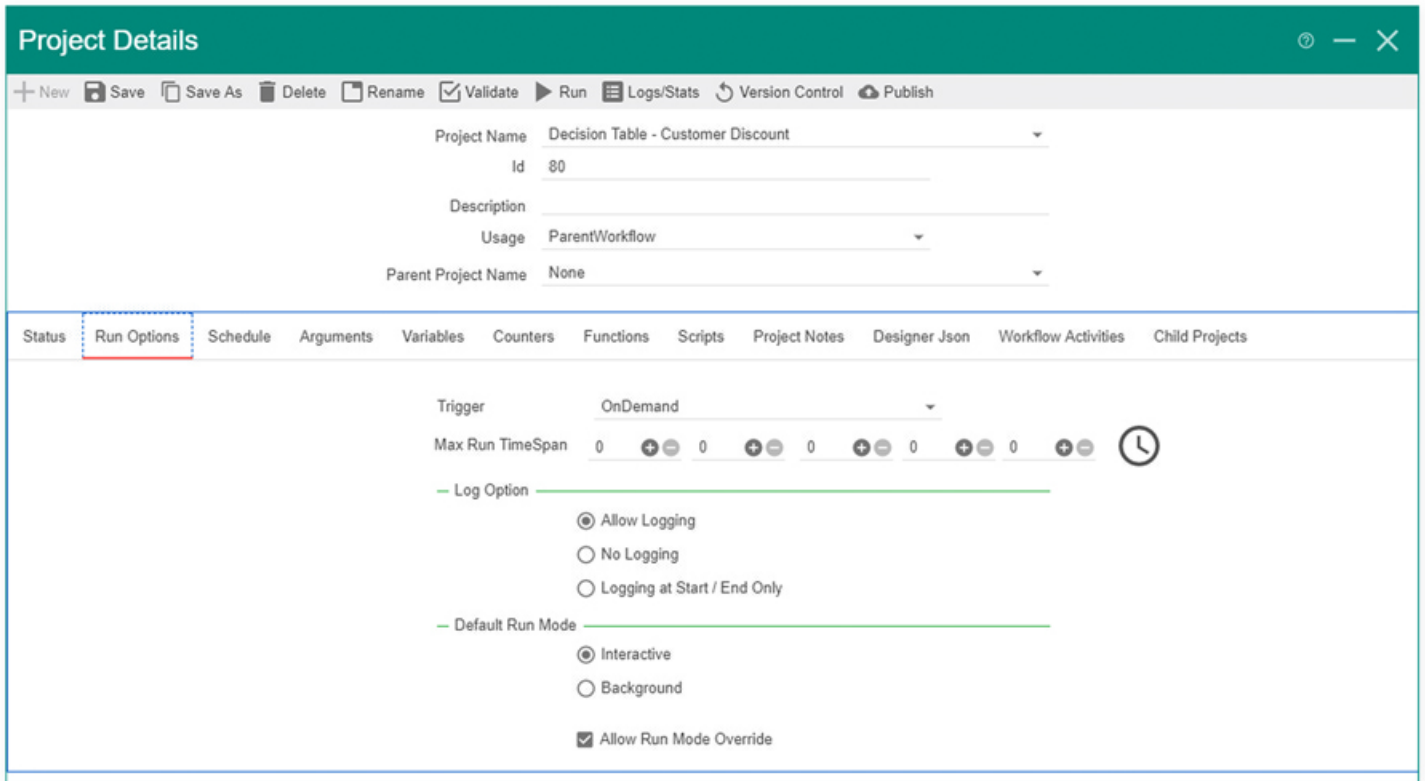 Project Details
New Save Save As Delete Rename Validate Run Logs/Stats Version Control Publish
Project Name Decision Table - Customer Discount
Id 80
Description
Usage ParentWorkflow
Parent Project Name None
Status Run Options Schedule Arguments Variables Counters Functions Scripts Project Notes Designer Json Workflow Activities Child Projects
Trigger OnDemand
Max Run TimeSpan 0 0 0 0 0
Log Option
Allow Logging
No Logging
Logging at Start / End Only
Default Run Mode
Interactive
Background
Allow Run Mode Override